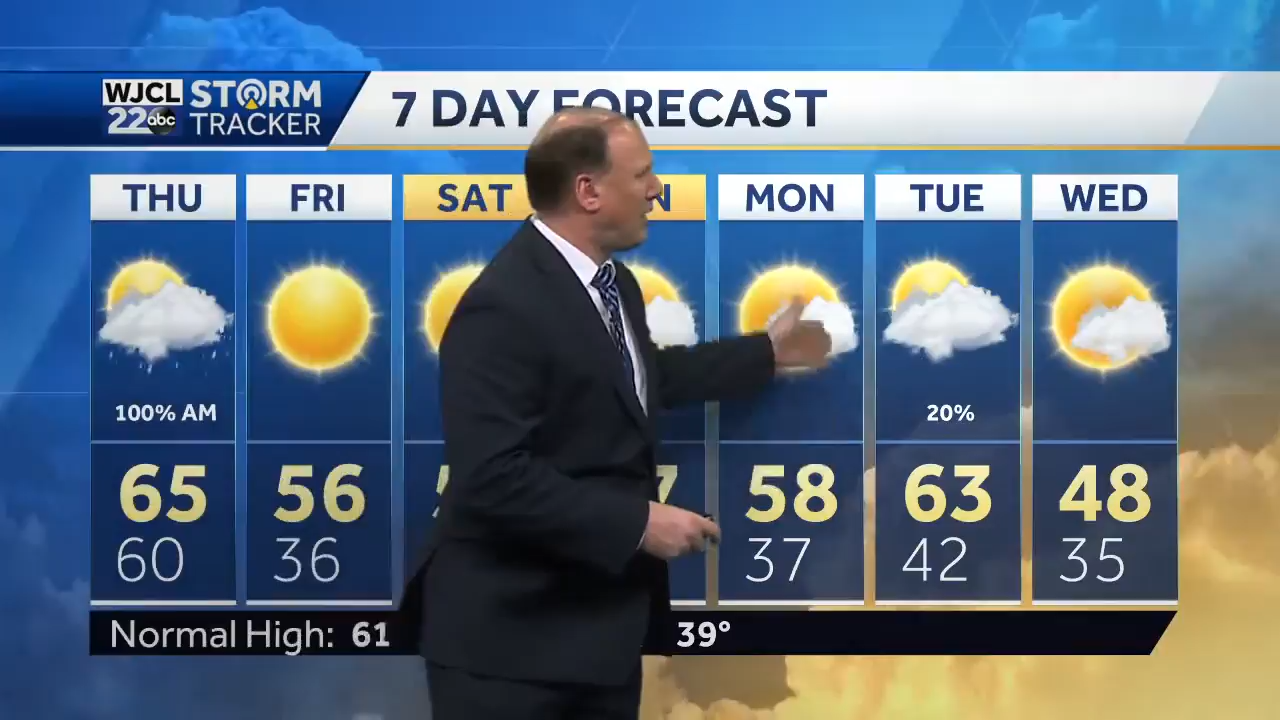 WJCL
22 abc
STORM
TRACKER
7 DAY FORECAST
THU FRI SAT MON TUE WED
100% AM 20%
65 56 58 63 48
60 36 37 42 35
Normal High: 61 39°